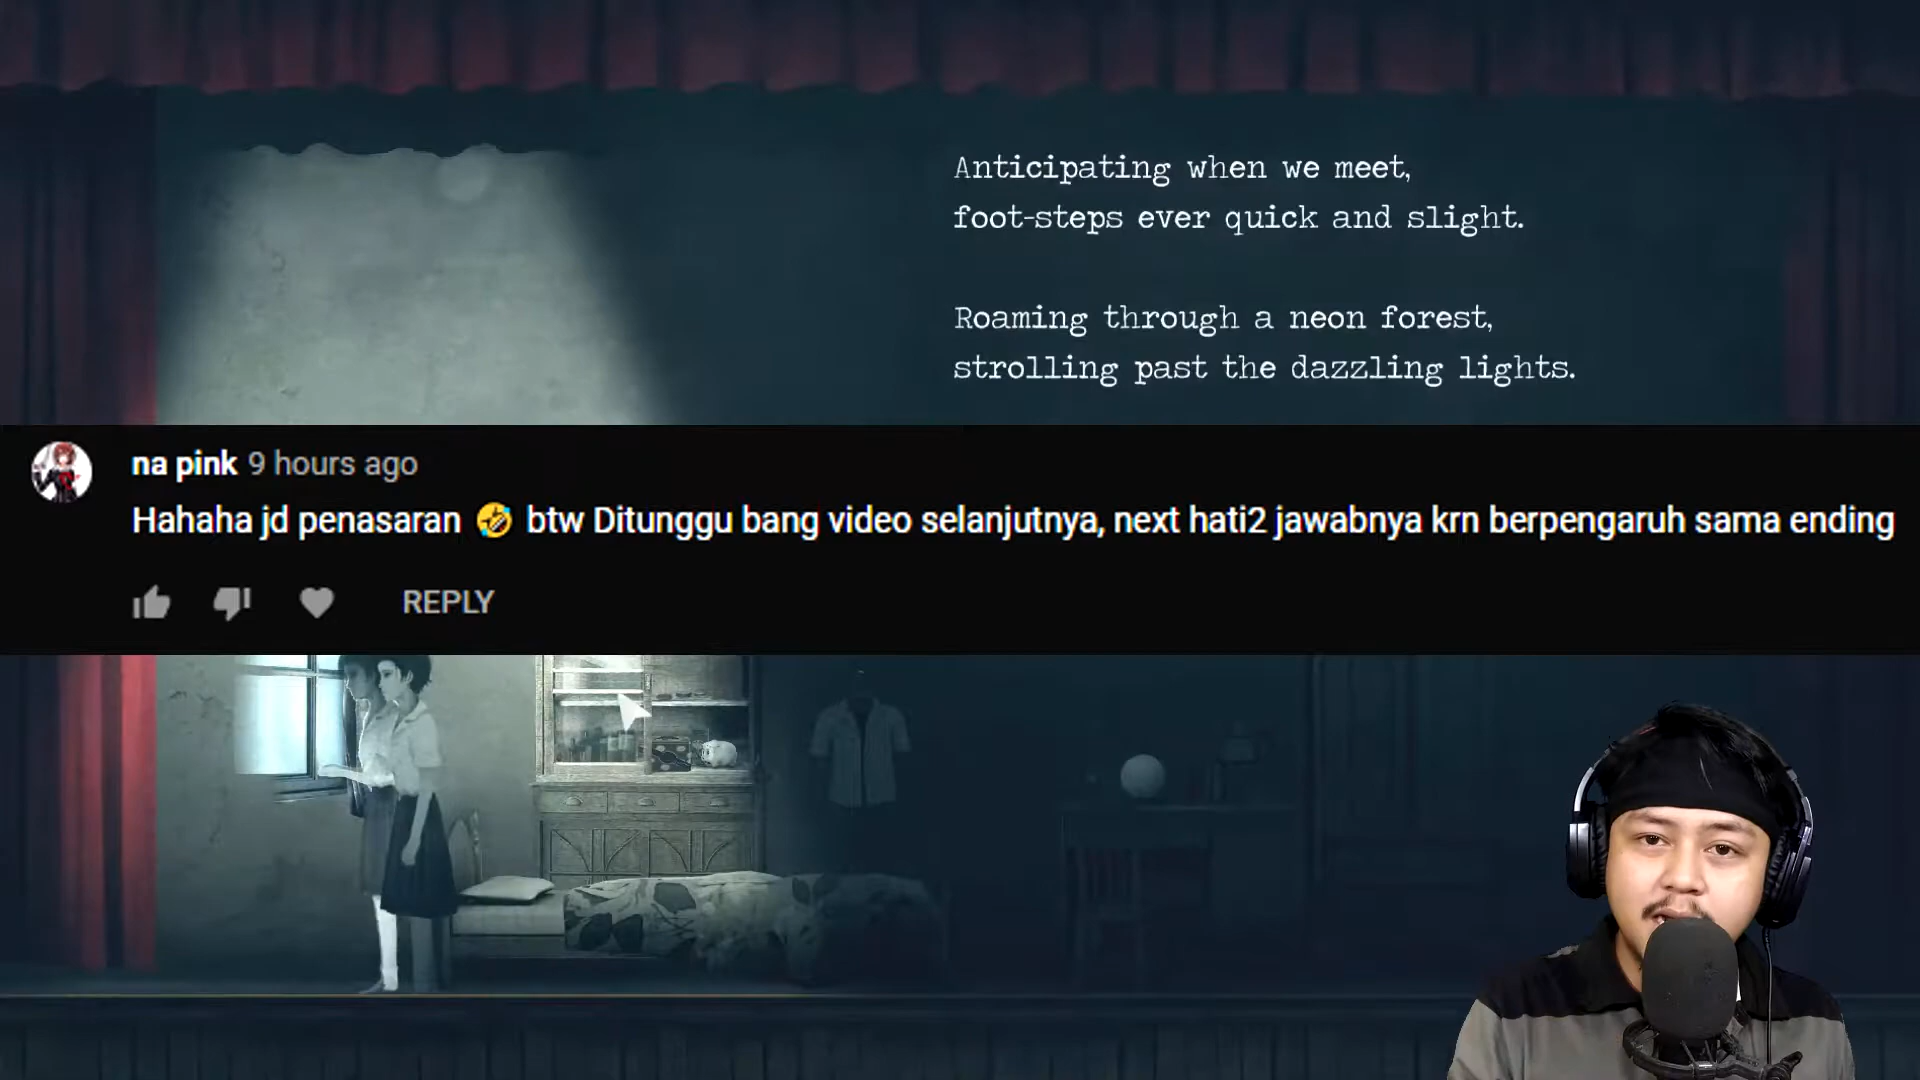 Anticipating when we meet,
foot-steps ever quick and slight.
Roaming through a neon forest,
strolling past the dazzling lights.
na pink 9 hours ago
Hahaha jd penasaran 🤣 btw Ditunggu bang video selanjutnya, next hati2 jawabnya krn berpengaruh sama ending
REPLY